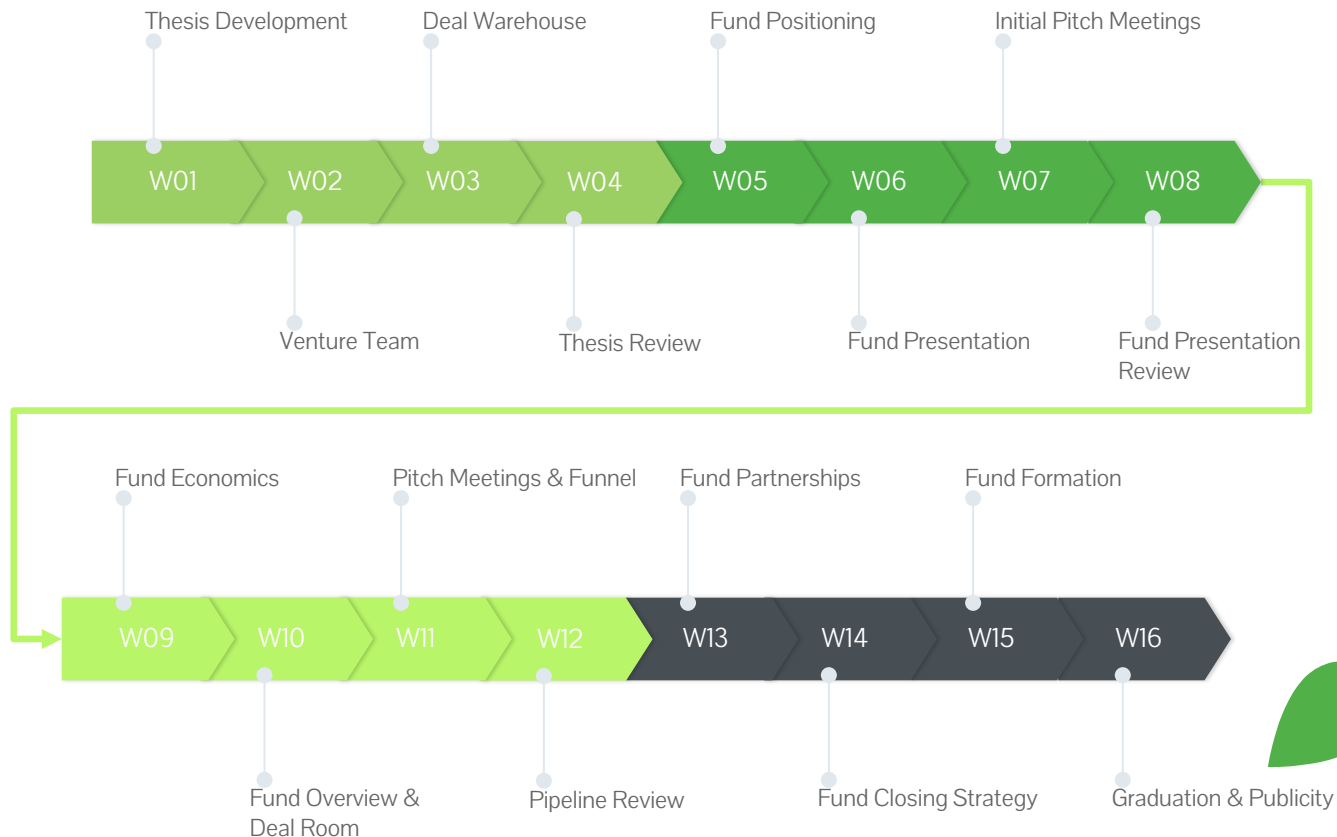 Thesis Development
Deal Warehouse
Fund Positioning
Initial Pitch Meetings
W01
W02
W03
W04
W05
W06
W07
W08
Venture Team
Thesis Review
Fund Presentation
Fund Presentation
Review
Fund Economics
Pitch Meetings & Funnel
Fund Partnerships
Fund Formation
W09
W10
W11
W12
W13
W14
W15
W16
Fund Overview &
Deal Room
Pipeline Review
Fund Closing Strategy
Graduation & Publicity